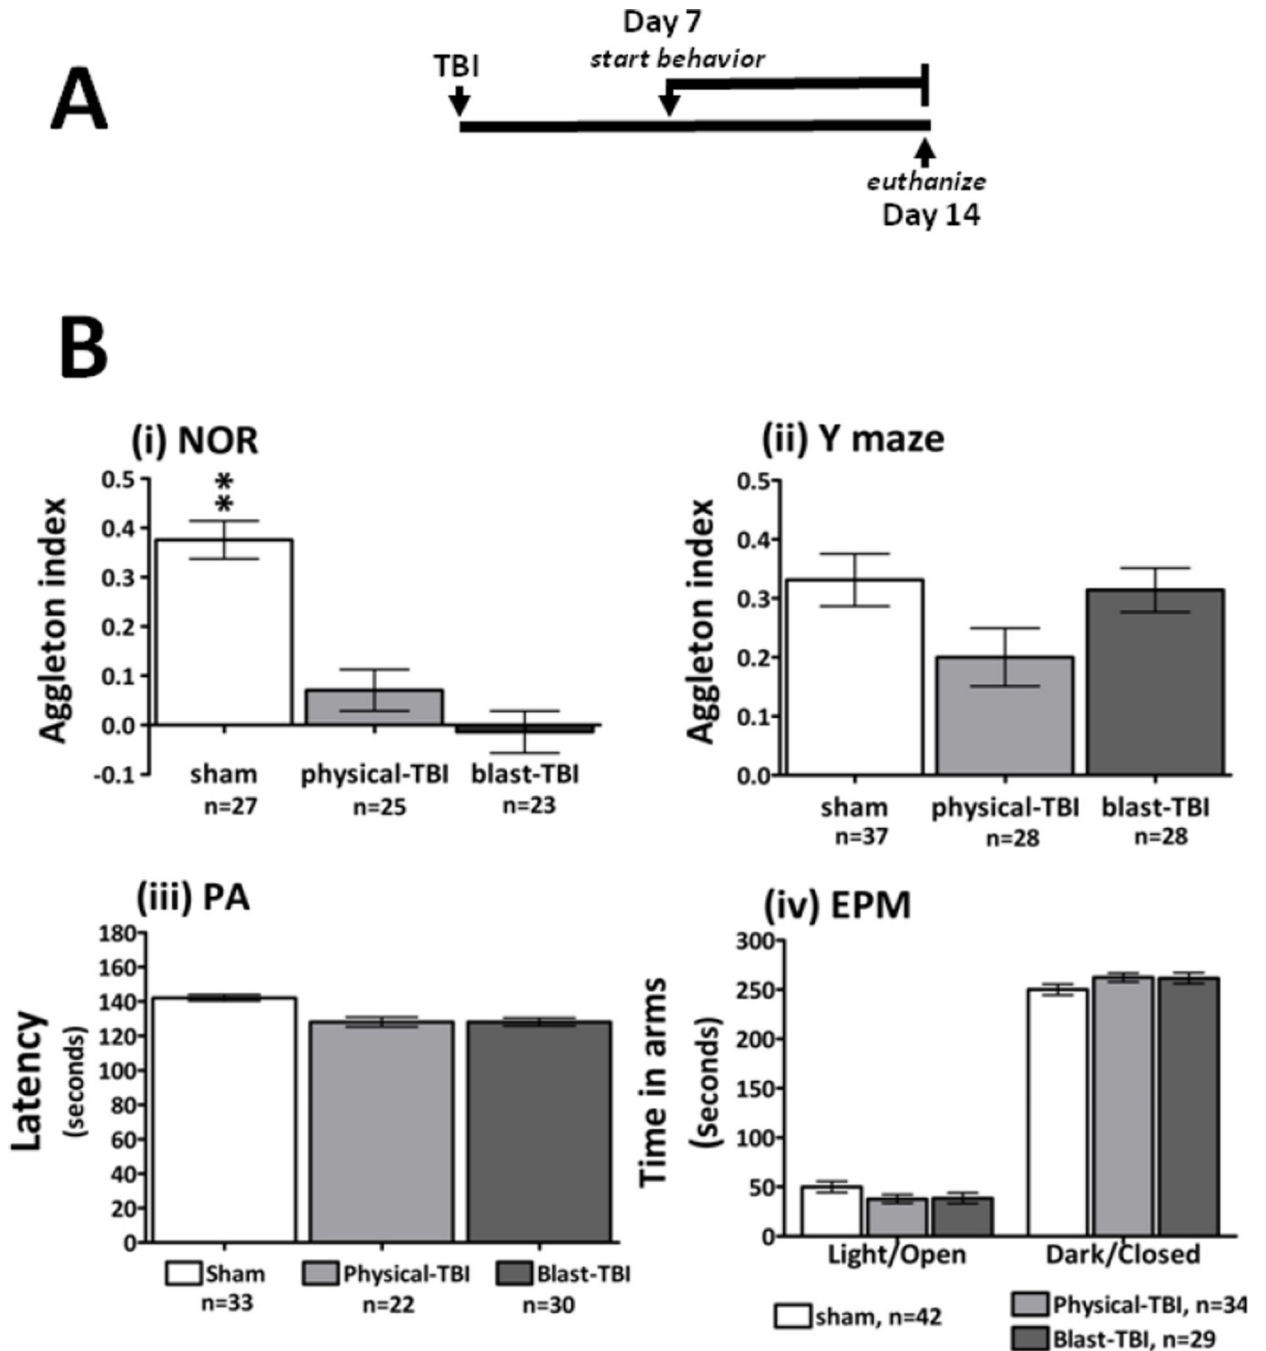 A
TBI
Day 7
start behavior
euthanize
Day 14
B
(i) NOR
Aggleton index
0.5
0.4
0.3
0.2
0.1
0.0
-0.1
**
sham
physical-TBI
blast-TBI
n=27
n=25
n=23
(ii) Y maze
Aggleton index
0.5
0.4
0.3
0.2
0.1
0.0
sham
physical-TBI
blast-TBI
n=37
n=28
n=28
(iii) PA
Latency
(seconds)
180
160
140
120
100
80
60
40
20
0
Sham
Physical-TBI
Blast-TBI
n=33
n=22
n=30
(iv) EPM
Time in arms
(seconds)
300
250
200
150
100
50
0
Light/Open
Dark/Closed
sham, n=42
Physical-TBI, n=34
Blast-TBI, n=29